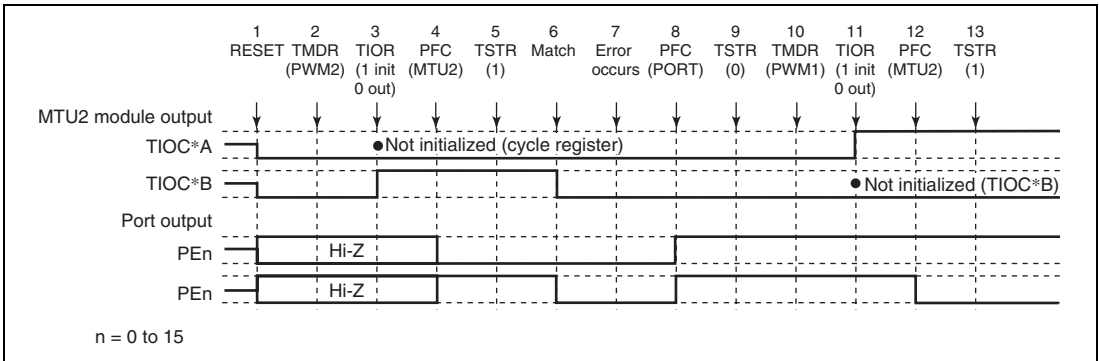 1 2 3 4 5 6 7 8 9 10 11 12 13
RESET TMDR TIOR PFC TSTR Match Error PFC TSTR TMDR TIOR PFC TSTR
(PWM2) (1 init (MTU2) (1) occurs (PORT) (0) (PWM1) (1 init (MTU2) (1)
0 out) 0 out)
MTU2 module output
TIOC*A ●Not initialized (cycle register)
TIOC*B ● Not initialized (TIOC*B)
Port output
PEn Hi-Z
PEn Hi-Z
n = 0 to 15